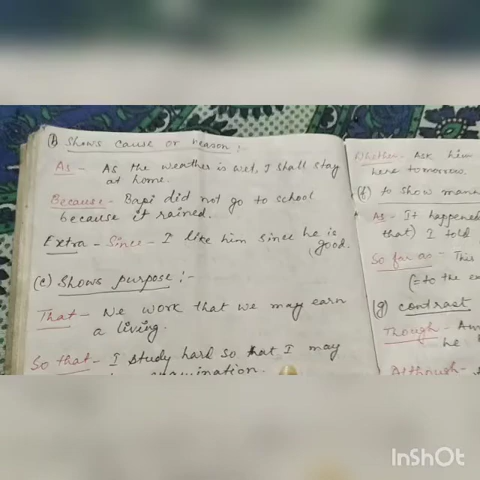 (b) Shows cause or reason :-
As - As the weather is wet, I shall stay
at home.
Because - Bapi did not go to school
because it rained.
Extra - Since - I like him since he is
good.
(c) Shows purpose :-
That - We work that we may earn
a living.
So that - I study hard so that I may
examination.
Whether - Ask him
here tomorrow.
(f) to show mann
As - It happened
that) I told
So far as - This
(= to the ex
(g) contrast
Though - 
he
Although -
InShOt